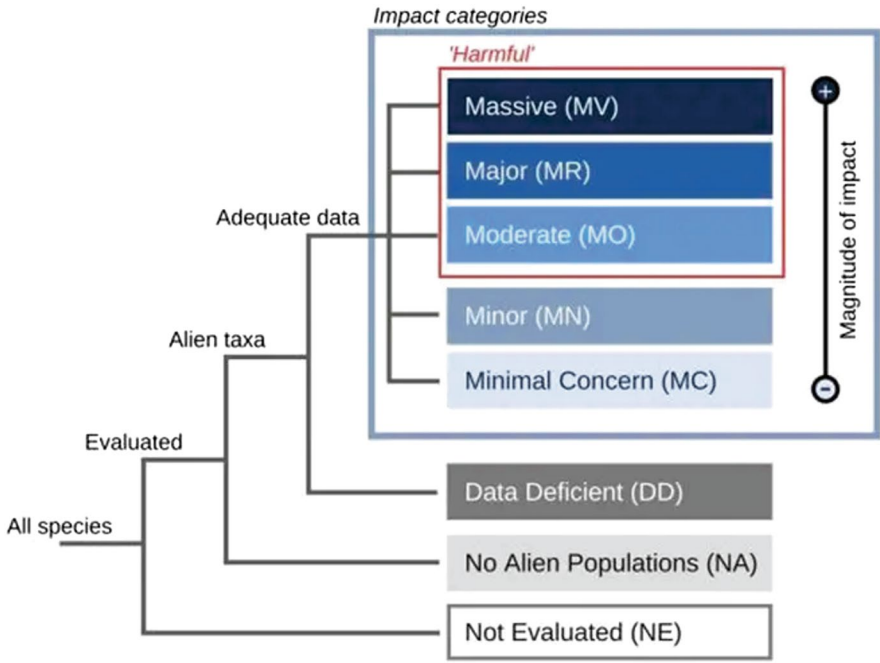 Impact categories
'Harmful'
Massive (MV)
Major (MR)
Moderate (MO)
Minor (MN)
Minimal Concern (MC)
+
-
Magnitude of impact
Adequate data
Alien taxa
Evaluated
All species
Data Deficient (DD)
No Alien Populations (NA)
Not Evaluated (NE)